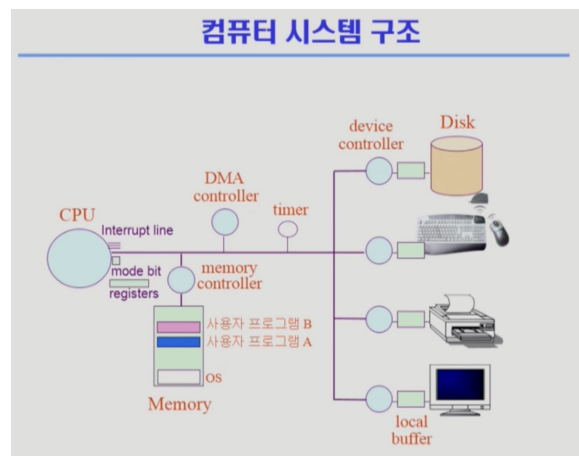 컴퓨터 시스템 구조
device
controller
Disk
DMA
controller
timer
CPU
Interrupt line
mode bit
registers
memory
controller
사용자 프로그램 B
사용자 프로그램 A
OS
Memory
local
buffer